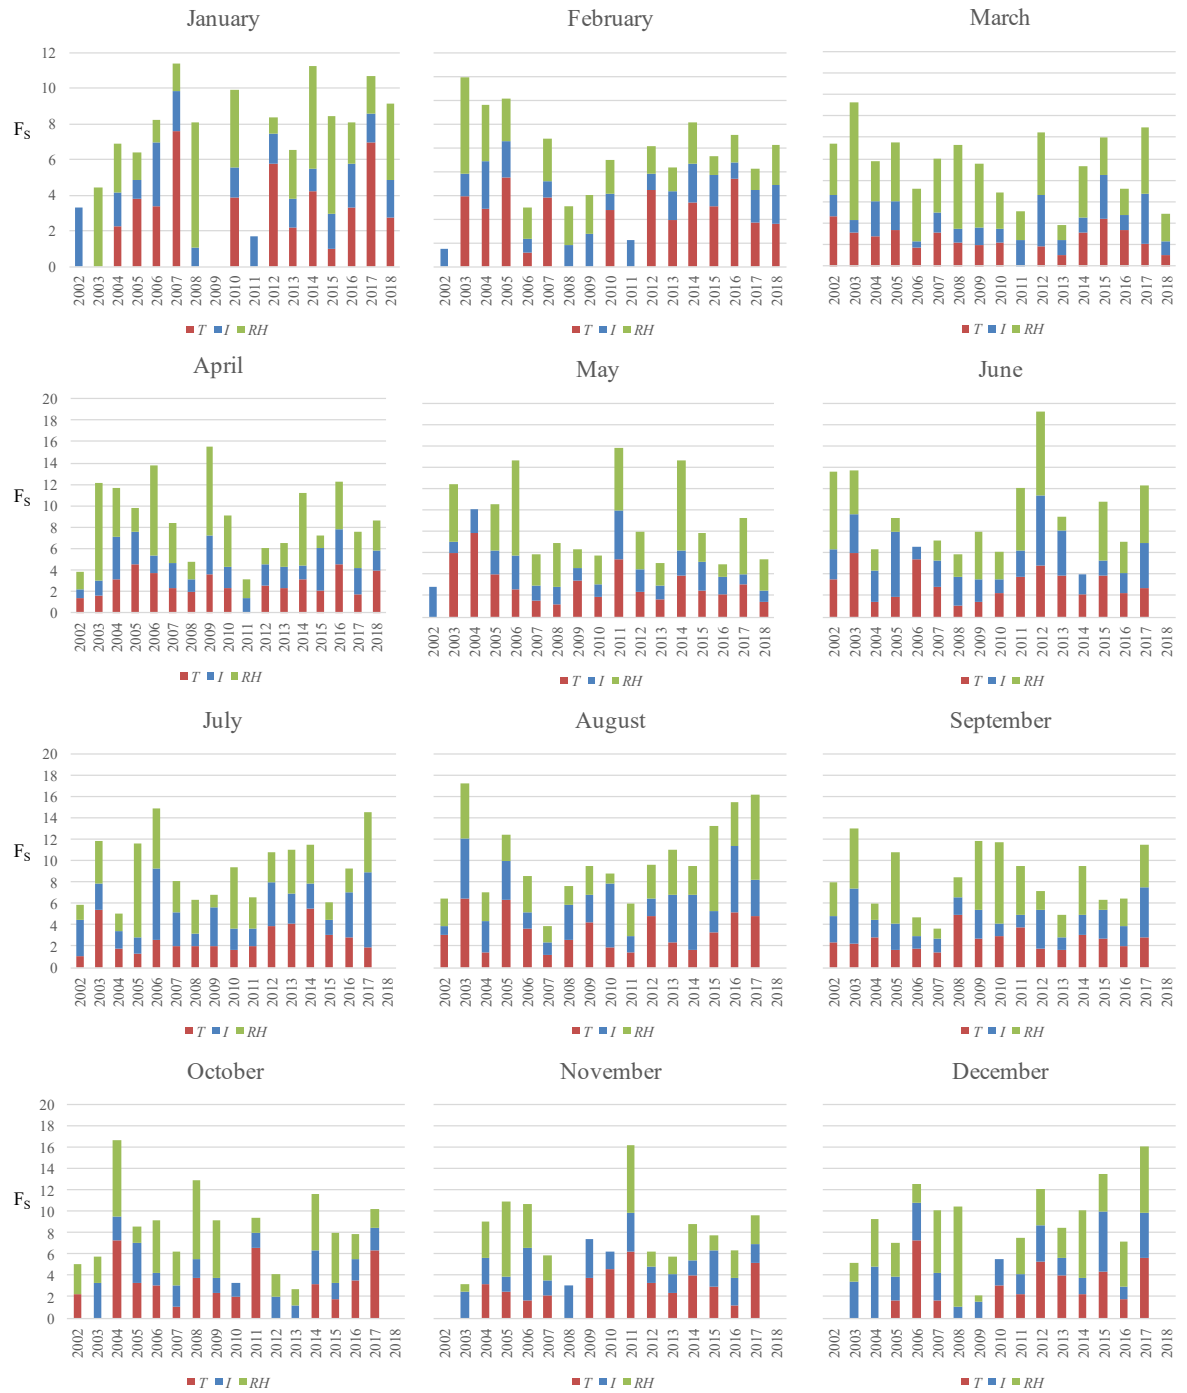 January February March
12
10
8
6
4
2
0
Fs
2002 2003 2004 2005 2006 2007 2008 2009 2010 2011 2012 2013 2014 2015 2016 2017 2018
2002 2003 2004 2005 2006 2007 2008 2009 2010 2011 2012 2013 2014 2015 2016 2017 2018
2002 2003 2004 2005 2006 2007 2008 2009 2010 2011 2012 2013 2014 2015 2016 2017 2018
T I RH T I RH T I RH
April May June
20
18
16
14
12
10
8
6
4
2
0
Fs
2002 2003 2004 2005 2006 2007 2008 2009 2010 2011 2012 2013 2014 2015 2016 2017 2018
2002 2003 2004 2005 2006 2007 2008 2009 2010 2011 2012 2013 2014 2015 2016 2017 2018
2002 2003 2004 2005 2006 2007 2008 2009 2010 2011 2012 2013 2014 2015 2016 2017 2018
T I RH T I RH T I RH
July August September
20
18
16
14
12
10
8
6
4
2
0
Fs
2002 2003 2004 2005 2006 2007 2008 2009 2010 2011 2012 2013 2014 2015 2016 2017 2018
2002 2003 2004 2005 2006 2007 2008 2009 2010 2011 2012 2013 2014 2015 2016 2017 2018
2002 2003 2004 2005 2006 2007 2008 2009 2010 2011 2012 2013 2014 2015 2016 2017 2018
T I RH T I RH T I RH
October November December
20
18
16
14
12
10
8
6
4
2
0
Fs
2002 2003 2004 2005 2006 2007 2008 2009 2010 2011 2012 2013 2014 2015 2016 2017 2018
2002 2003 2004 2005 2006 2007 2008 2009 2010 2011 2012 2013 2014 2015 2016 2017 2018
2002 2003 2004 2005 2006 2007 2008 2009 2010 2011 2012 2013 2014 2015 2016 2017 2018
T I RH T I RH T I RH